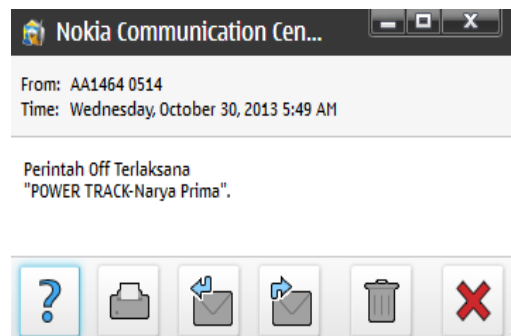 Nokia Communication Cen...
From: AA1464 0514
Time: Wednesday, October 30, 2013 5:49 AM
Perintah Off Terlaksana
"POWER TRACK-Narya Prima".